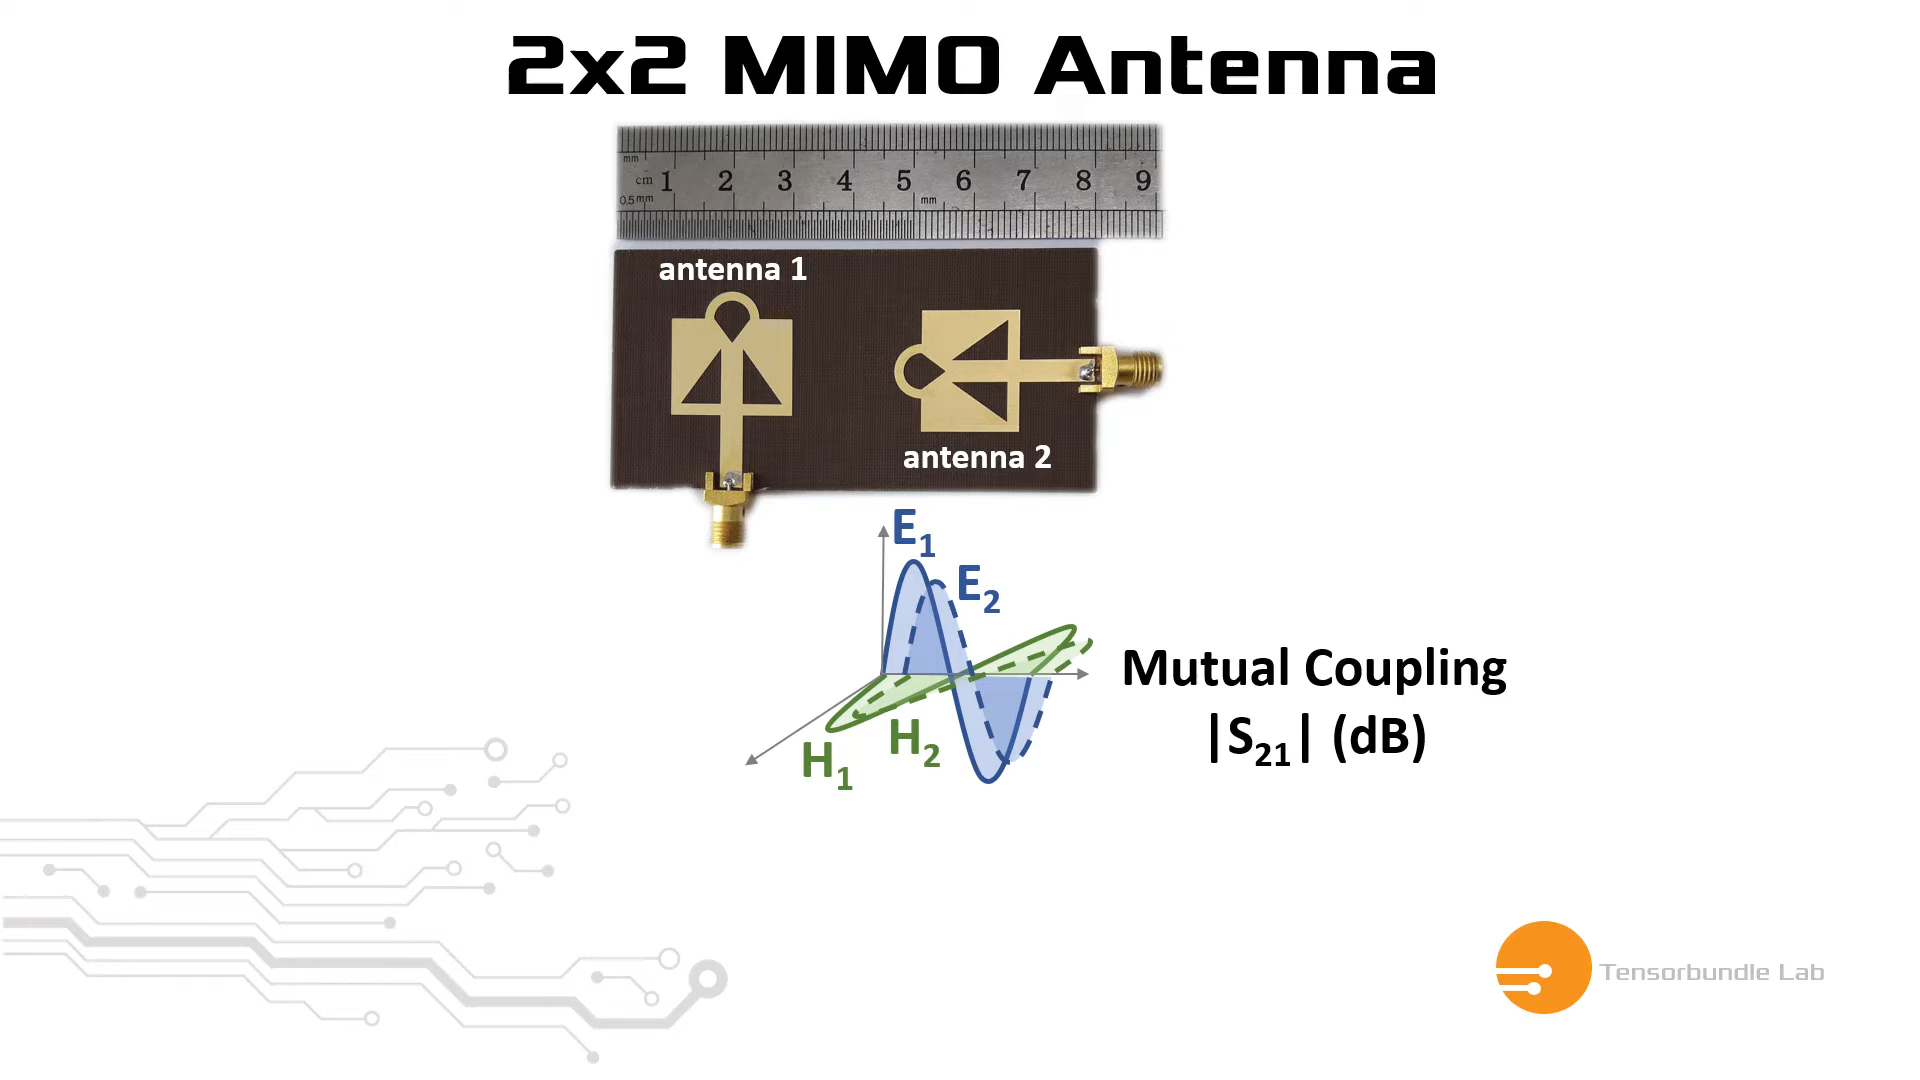 2x2 MIMO Antenna
mm
cm 1 2 3 4 5 6 7 8 9
0.5mm mm
antenna 1
antenna 2
E1
E2
H1
H2
Mutual Coupling
|S21| (dB)
Tensorbundle Lab